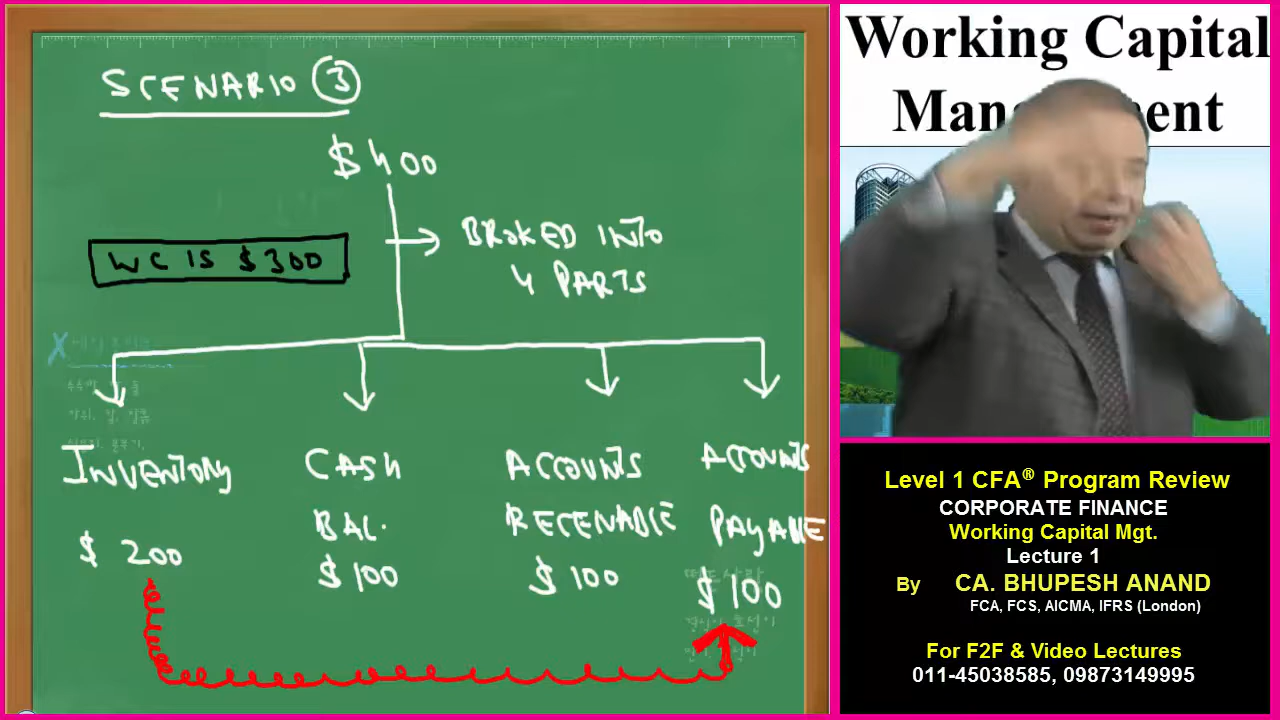 SCENARIO 3
$400
BROKED INTO
4 PARTS
WC IS $300
INVENTORY
$ 200
CASH
BAL.
$ 100
ACCOUNTS
RECEIVABLE
$ 100
ACCOUNTS
PAYABLE
$ 100
Working Capital
Management
Level 1 CFA® Program Review
CORPORATE FINANCE
Working Capital Mgt.
Lecture 1
By CA. BHUPESH ANAND
FCA, FCS, AICMA, IFRS (London)
For F2F & Video Lectures
011-45038585, 09873149995